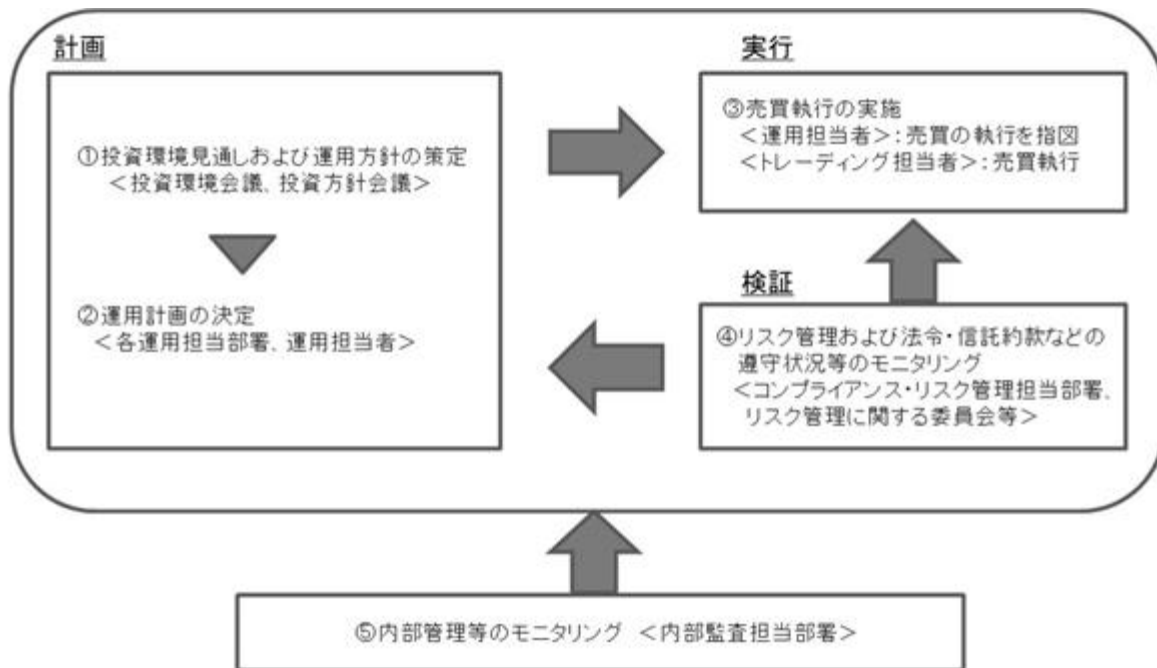 計画
①投資環境見通しおよび運用方針の策定
＜投資環境会議、投資方針会議＞
②運用計画の決定
＜各運用担当部署、運用担当者＞
実行
③売買執行の実施
＜運用担当者＞：売買の執行を指図
＜トレーディング担当者＞：売買執行
検証
④リスク管理および法令・信託約款などの
遵守状況等のモニタリング
＜コンプライアンス・リスク管理担当部署、
リスク管理に関する委員会等＞
⑤内部管理等のモニタリング ＜内部監査担当部署＞